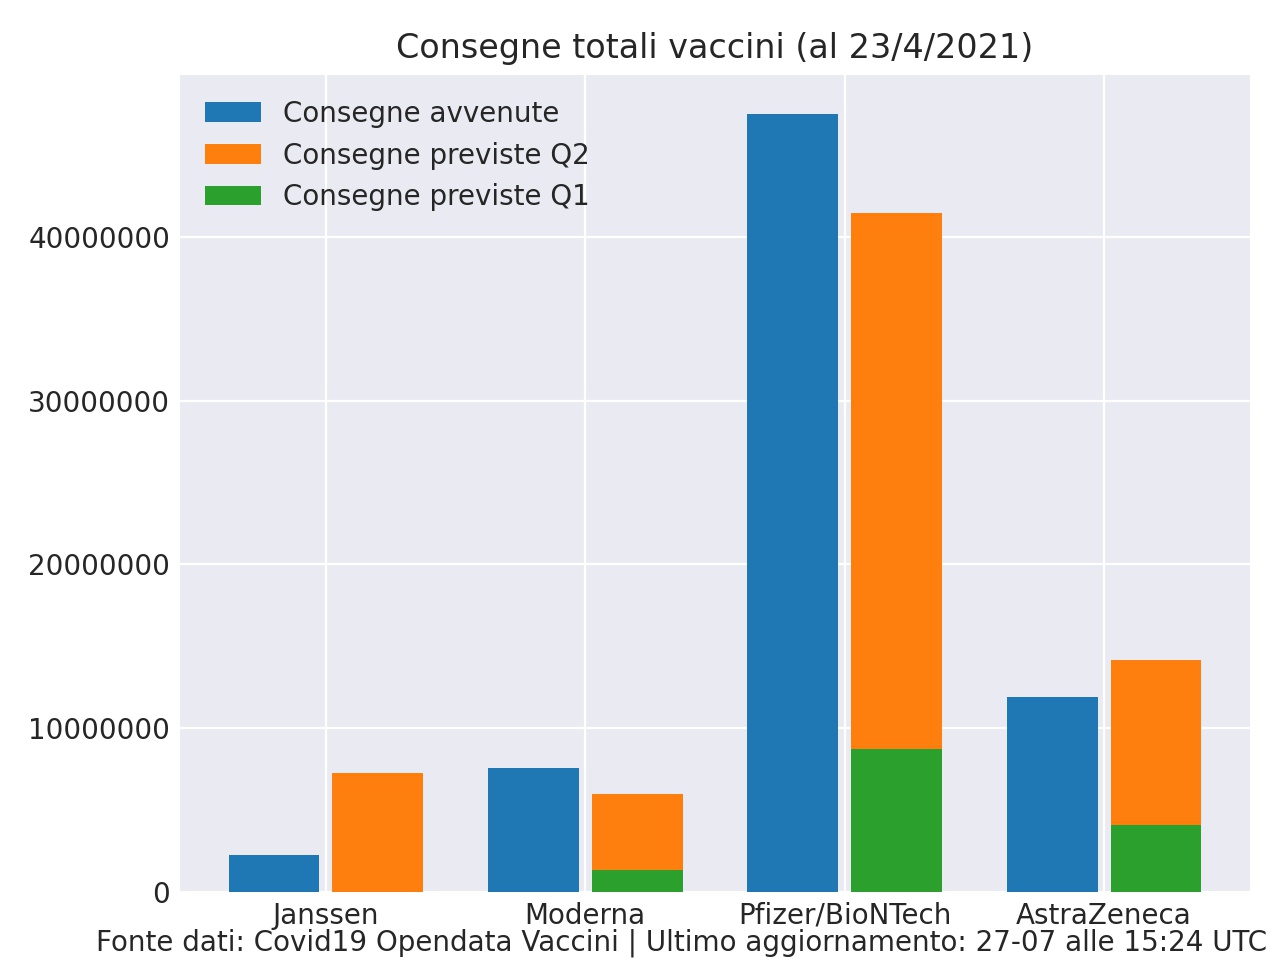 Consegne totali vaccini (al 23/4/2021)
Consegne avvenute
Consegne previste Q2
Consegne previste Q1
40000000
30000000
20000000
10000000
0
Janssen Moderna Pfizer/BioNTech AstraZeneca
Fonte dati: Covid19 Opendata Vaccini | Ultimo aggiornamento: 27-07 alle 15:24 UTC